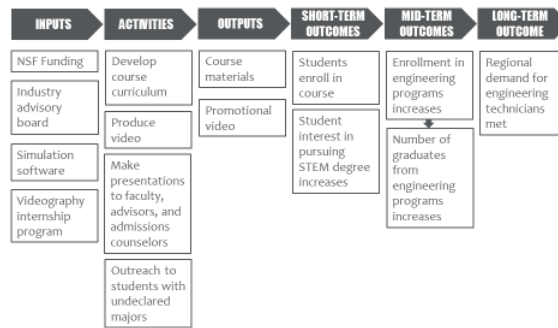 INPUTS
ACTIVITIES
OUTPUTS
SHORT-TERM
OUTCOMES
MID-TERM
OUTCOMES
LONG-TERM
OUTCOME
NSF Funding
Industry
advisory
board
Simulation
software
Videography
internship
program
Develop
course
curriculum
Produce
video
Make
presentations
to faculty,
advisors, and
admissions
counselors
Outreach to
students with
undeclared
majors
Course
materials
Promotional
video
Students
enroll in
course
Student
interest in
pursuing
STEM degree
increases
Enrollment in
engineering
programs
increases
Number of
graduates
from
engineering
programs
increases
Regional
demand for
engineering
technicians
met